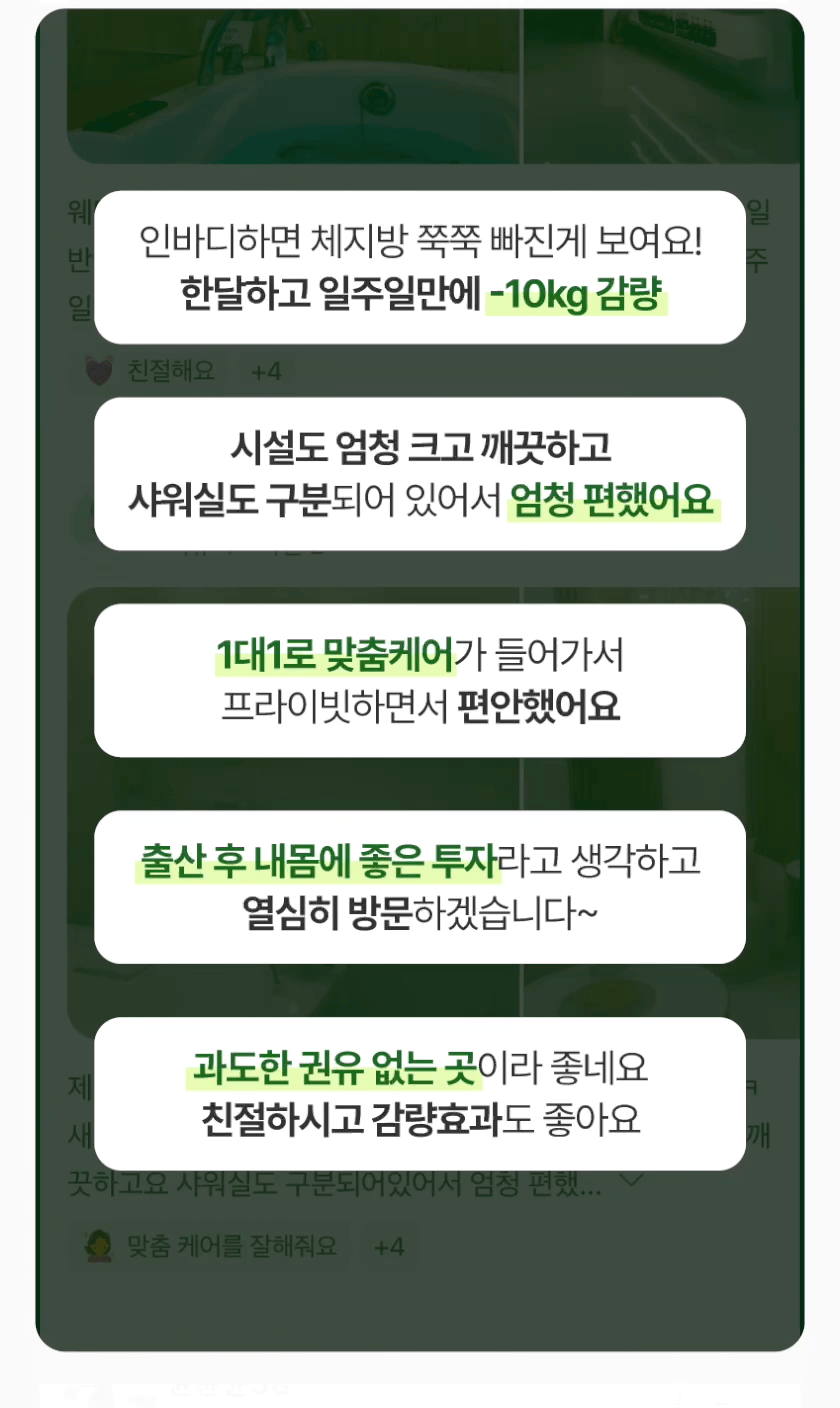 웨
일
반
주
일
인바디하면 체지방 쭉쭉 빠진게 보여요!
한달하고 일주일만에 -10kg 감량
친절해요 +4
시설도 엄청 크고 깨끗하고
샤워실도 구분되어 있어서 엄청 편했어요
1대1로 맞춤케어가 들어가서
프라이빗하면서 편안했어요
출산 후 내몸에 좋은 투자라고 생각하고
열심히 방문하겠습니다~
과도한 권유 없는 곳이라 좋네요
친절하시고 감량효과도 좋아요
제
ㅋ
새
깨
끗하고요 샤워실도 구분되어있어서 엄청 편했...
맞춤 케어를 잘해줘요 +4